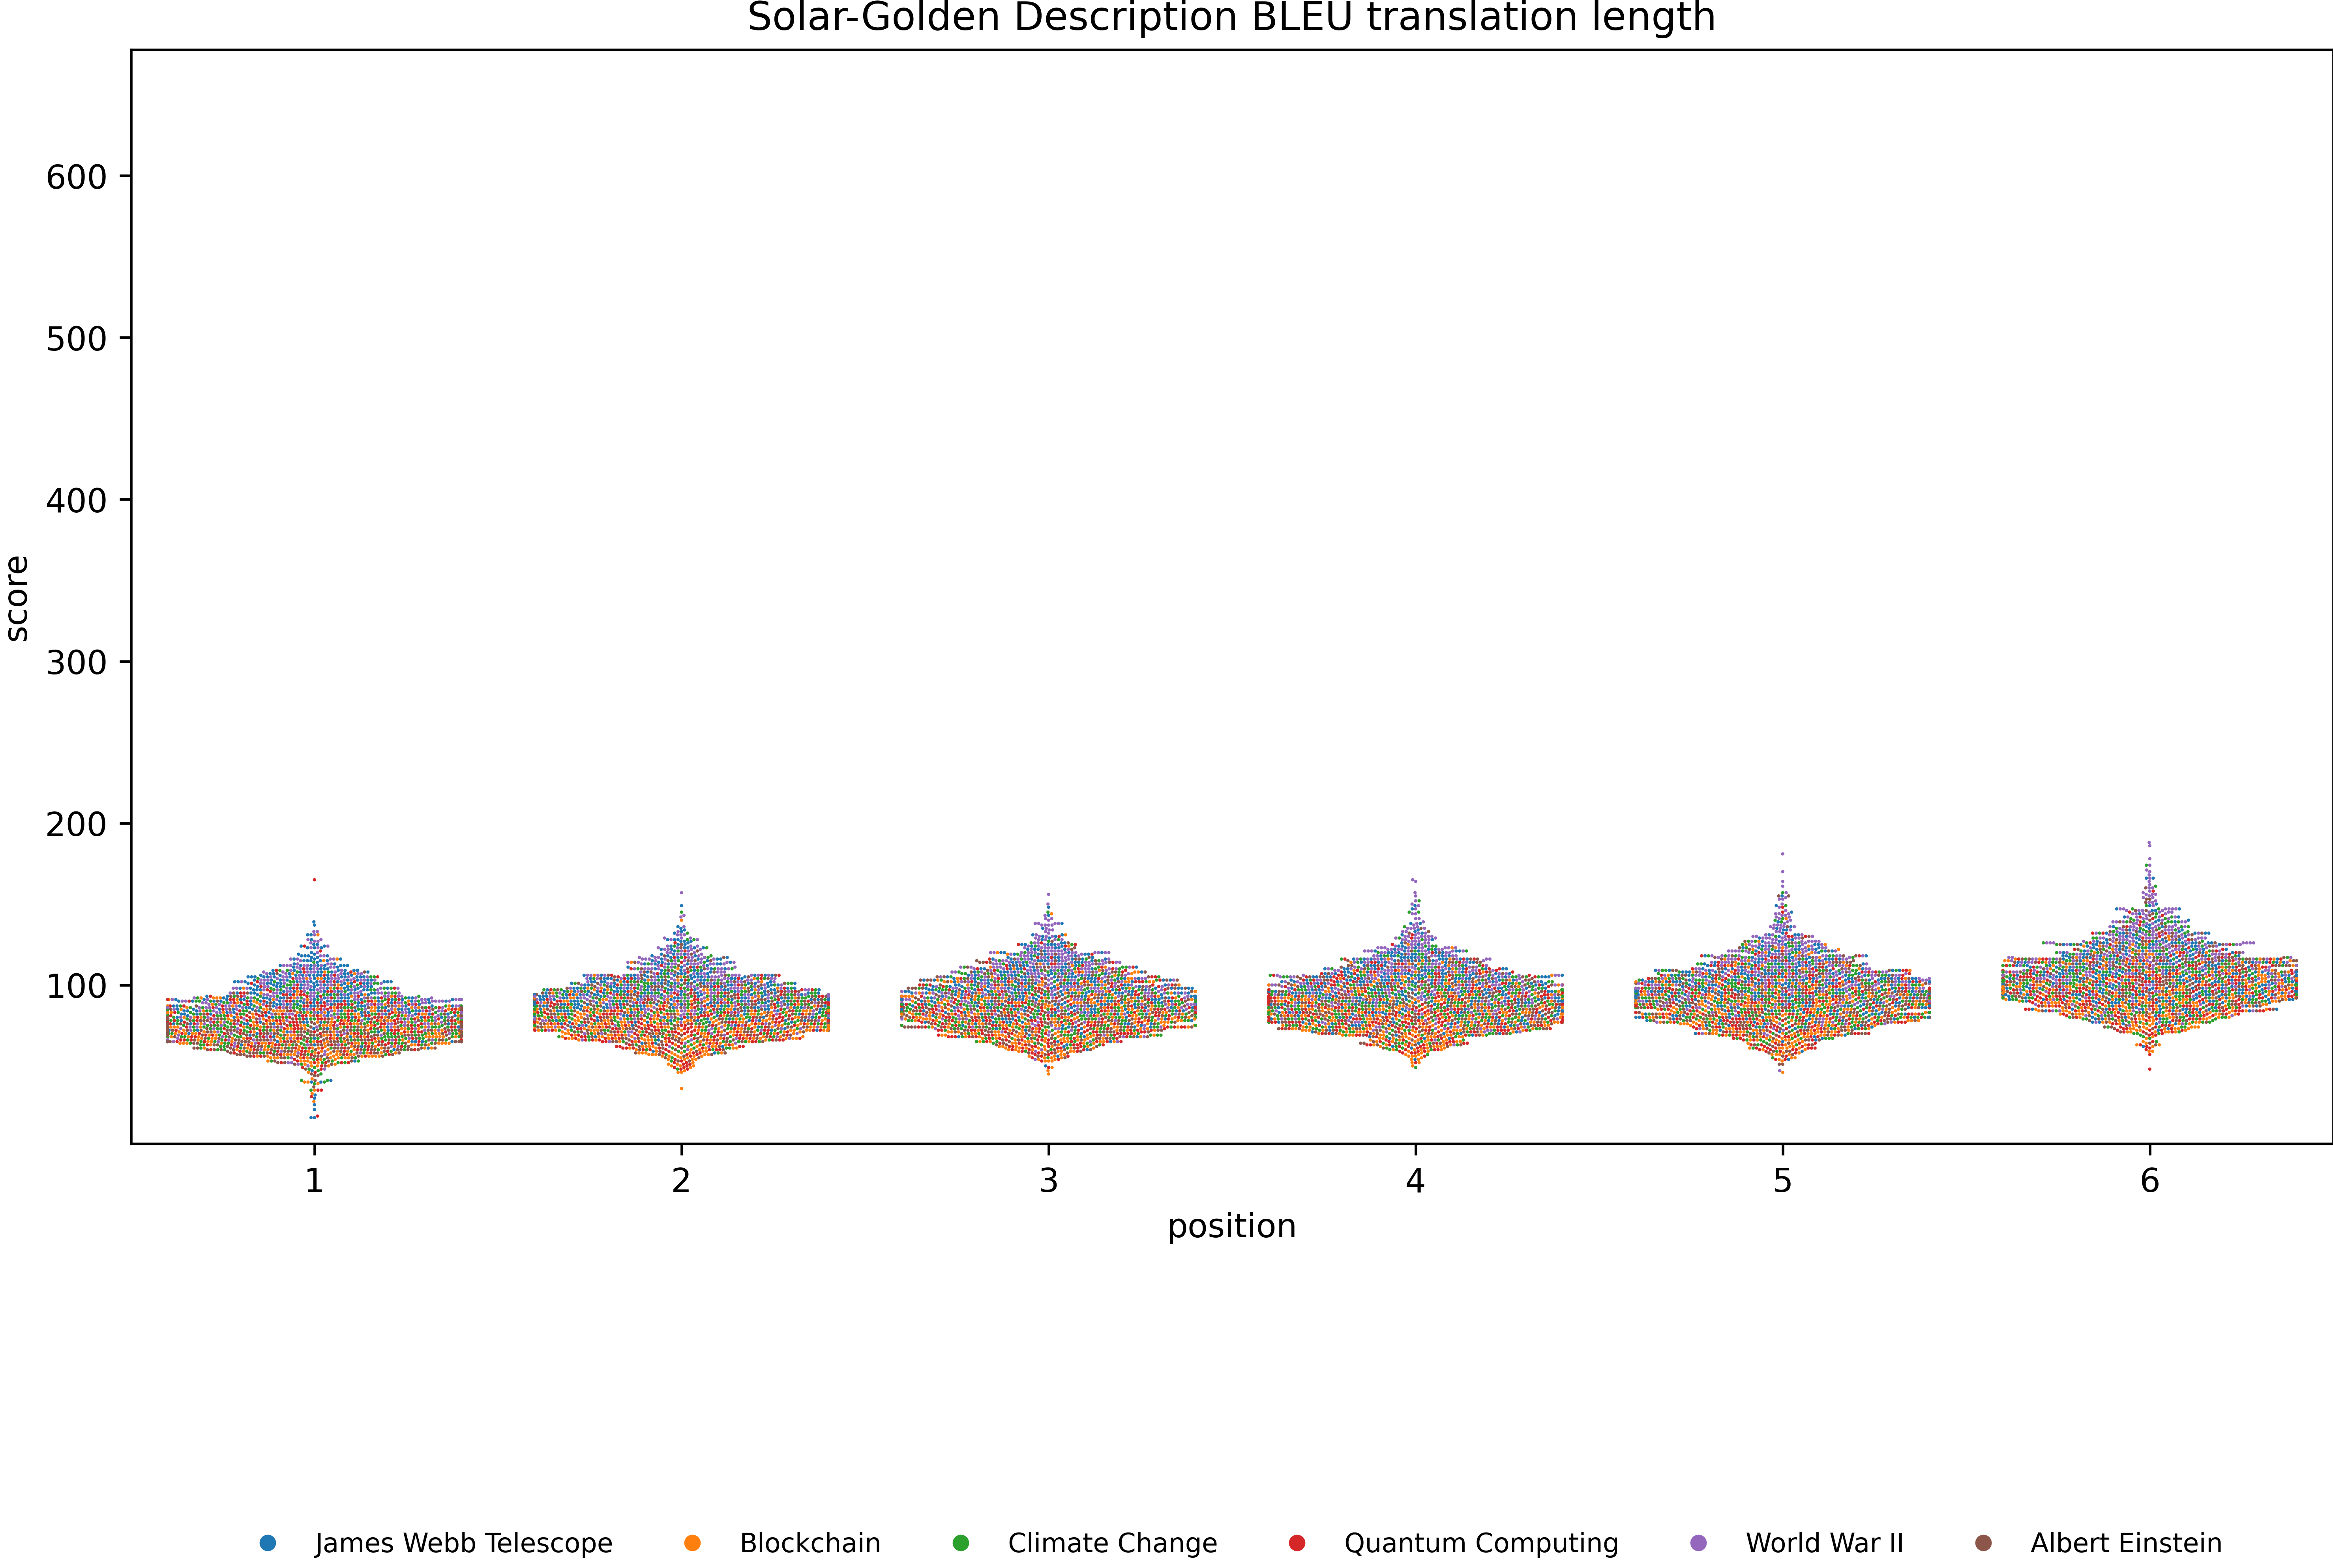 Solar-Golden Description BLEU translation length
600
500
400
300
200
100
score
1 2 3 4 5 6
position
James Webb Telescope Blockchain Climate Change Quantum Computing World War II Albert Einstein